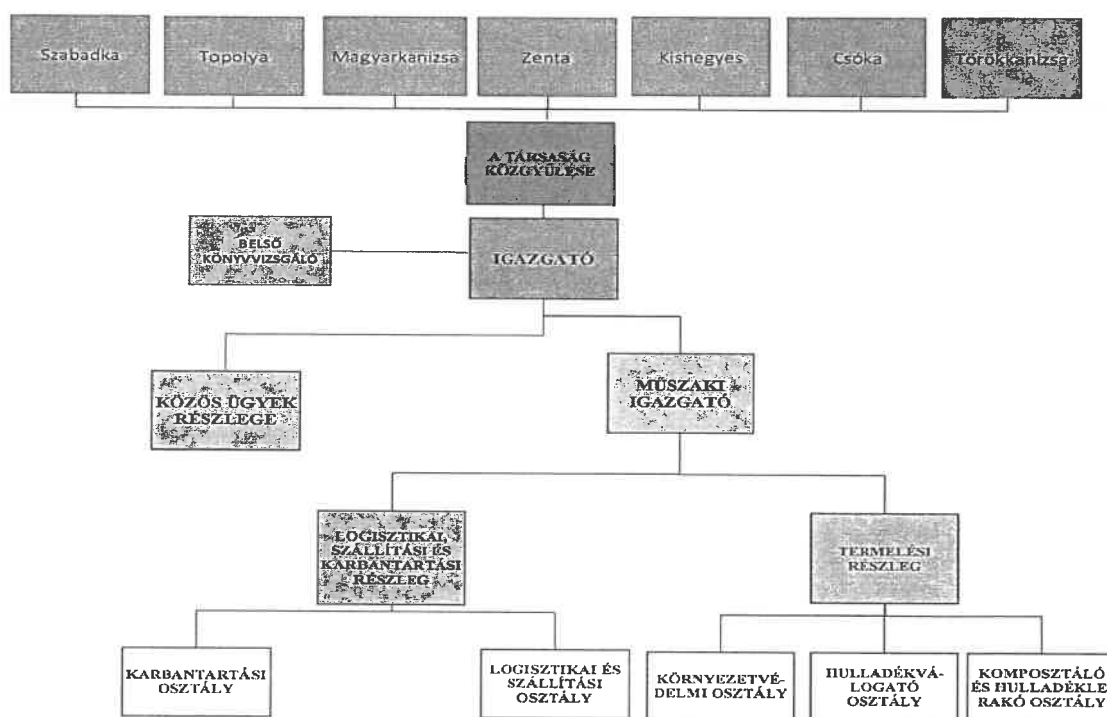 Szabadka
Topolya
Magyarkanizsa
Zenta
Kishegyes
Csóka
Törökkanizsa
A TÁRSASÁG
KÖZGYŰLÉSE
BELSŐ
KÖNYVVIZSGÁLÓ
IGAZGATÓ
KÖZÖS ÜGYEK
RÉSZLEGE
MŰSZAKI
IGAZGATÓ
LOGISZTIKAI,
SZÁLLÍTÁSI ÉS
KARBANTARTÁSI
RÉSZLEG
TERMELÉSI
RÉSZLEG
KARBANTARTÁSI
OSZTÁLY
LOGISZTIKAI ÉS
SZÁLLÍTÁSI
OSZTÁLY
KÖRNYEZETVÉ-
DELMI OSZTÁLY
HULLADÉKVÁ-
LOGATÓ
OSZTÁLY
KOMPOSZTÁLÓ
ÉS HULLADÉKLE
RAKÓ OSZTÁLY